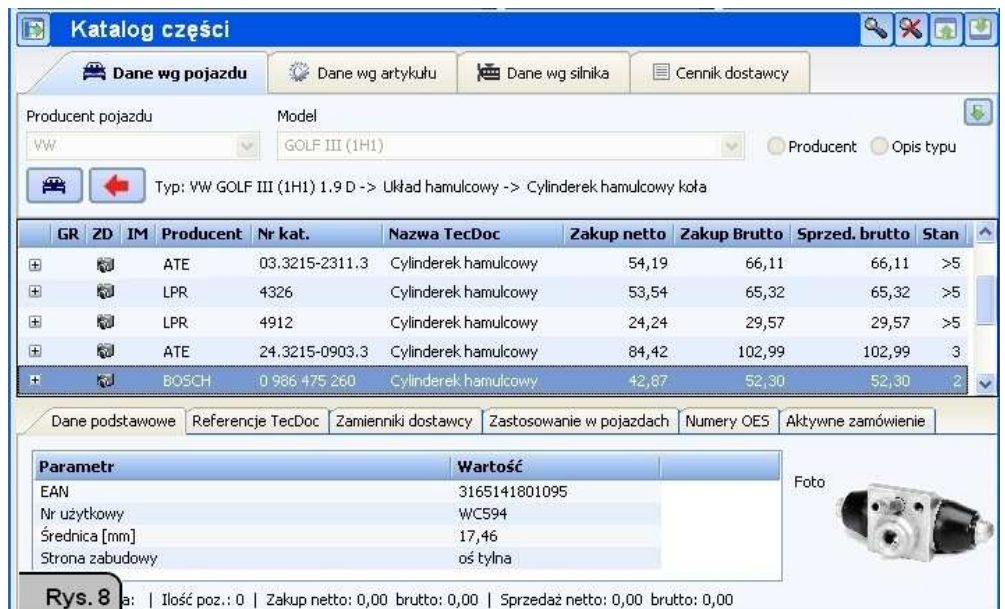 Katalog części
Dane wg pojazdu Dane wg artykułu Dane wg silnika Cennik dostawcy
Producent pojazdu Model
VW GOLF III (1H1) Producent Opis typu
Typ: VW GOLF III (1H1) 1.9 D -> Układ hamulcowy -> Cylinderek hamulcowy koła
GR ZD IM Producent Nr kat. Nazwa TecDoc Zakup netto Zakup Brutto Sprzed. brutto Stan
ATE 03.3215-2311.3 Cylinderek hamulcowy 54,19 66,11 66,11 >5
LPR 4326 Cylinderek hamulcowy 53,54 65,32 65,32 >5
LPR 4912 Cylinderek hamulcowy 24,24 29,57 29,57 >5
ATE 24.3215-0903.3 Cylinderek hamulcowy 84,42 102,99 102,99 3
BOSCH 0 986 475 260 Cylinderek hamulcowy 42,87 52,30 52,30 2
Dane podstawowe Referencje TecDoc Zamienniki dostawcy Zastosowanie w pojazdach Numery OES Aktywne zamówienie
Parametr Wartość
Foto
EAN 3165141801095
Nr użytkowy WC594
Średnica [mm] 17,46
Strona zabudowy oś tylna
Rys. 8 a: | Ilość poz.: 0 | Zakup netto: 0,00 brutto: 0,00 | Sprzedaż netto: 0,00 brutto: 0,00